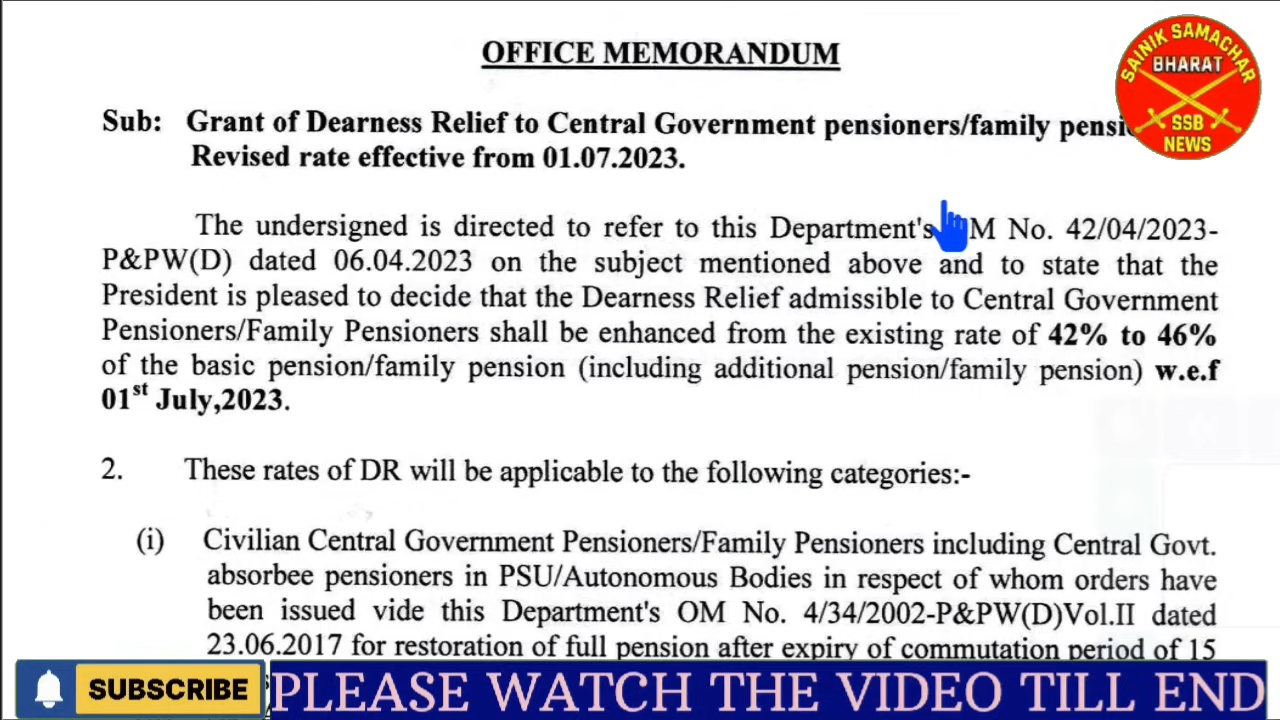 OFFICE MEMORANDUM
SAINIK SAMACHAR
BHARAT
SSB
NEWS
Sub: Grant of Dearness Relief to Central Government pensioners/family
Revised rate effective from 01.07.2023.
The undersigned is directed to refer to this Department's No. 42/04/2023-
P&PW(D) dated 06.04.2023 on the subject mentioned above and to state that the
President is pleased to decide that the Dearness Relief admissible to Central Government
Pensioners/Family Pensioners shall be enhanced from the existing rate of 42% to 46%
of the basic pension/family pension (including additional pension/family pension) w.e.f
01st July,2023.
2. These rates of DR will be applicable to the following categories:-
(i) Civilian Central Government Pensioners/Family Pensioners including Central Govt.
absorbee pensioners in PSU/Autonomous Bodies in respect of whom orders have
been issued vide this Department's OM No. 4/34/2002-P&PW(D)Vol.II dated
23.06.2017 for restoration of full pension after expiry of commutation period of 15
SUBSCRIBE
PLEASE WATCH THE VIDEO TILL END